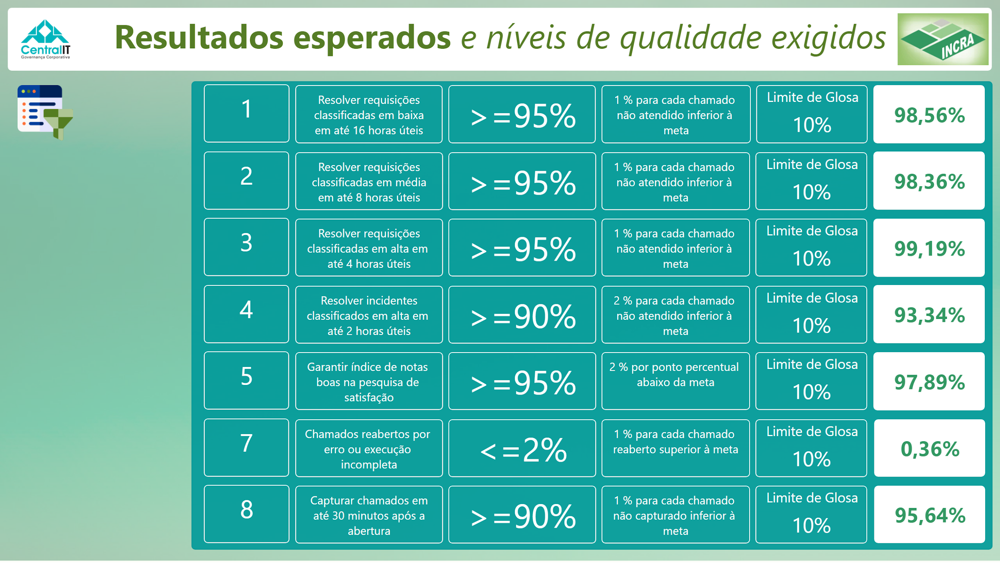 CentralIT
Governança Corporativa
Resultados esperados e níveis de qualidade exigidos
INCRA
1
Resolver requisições
classificadas em baixa
em até 16 horas úteis
>=95%
1 % para cada chamado
não atendido inferior à
meta
Limite de Glosa
10%
98,56%
2
Resolver requisições
classificadas em média
em até 8 horas úteis
>=95%
1 % para cada chamado
não atendido inferior à
meta
Limite de Glosa
10%
98,36%
3
Resolver requisições
classificadas em alta em
até 4 horas úteis
>=95%
1 % para cada chamado
não atendido inferior à
meta
Limite de Glosa
10%
99,19%
4
Resolver incidentes
classificados em alta em
até 2 horas úteis
>=90%
2 % para cada chamado
não atendido inferior à
meta
Limite de Glosa
10%
93,34%
5
Garantir índice de notas
boas na pesquisa de
satisfação
>=95%
2 % por ponto percentual
abaixo da meta
Limite de Glosa
10%
97,89%
7
Chamados reabertos por
erro ou execução
incompleta
<=2%
1 % para cada chamado
reaberto superior à meta
Limite de Glosa
10%
0,36%
8
Capturar chamados em
até 30 minutos após a
abertura
>=90%
1 % para cada chamado
não capturado inferior à
meta
Limite de Glosa
10%
95,64%